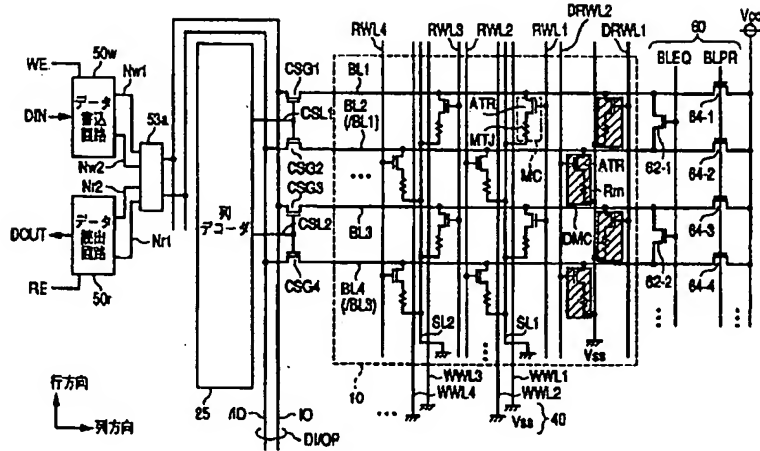 RWL4
RWL3
RWL2
RWL1
DRWL2
DRWL1
60
Vcc
BLEQ
BLPR
50w
WE
Nw1
DIN
データ
書込
回路
53a
Nw2
Nr2
データ
読出
回路
Nr1
DOUT
RE
50r
列
デコーダ
25
CSG1
CSL1
CSG2
CSG3
CSL2
CSG4
BL1
BL2
(/BL1)
BL3
BL4
(/BL3)
ATR
MTJ
MC
ATR
Rm
DMC
62-1
62-2
64-1
64-2
64-3
64-4
SL2
SL1
Vss
10
WWL3
WWL4
WWL1
WWL2
Vss
40
/IO
IO
DI/OP
行方向
列方向